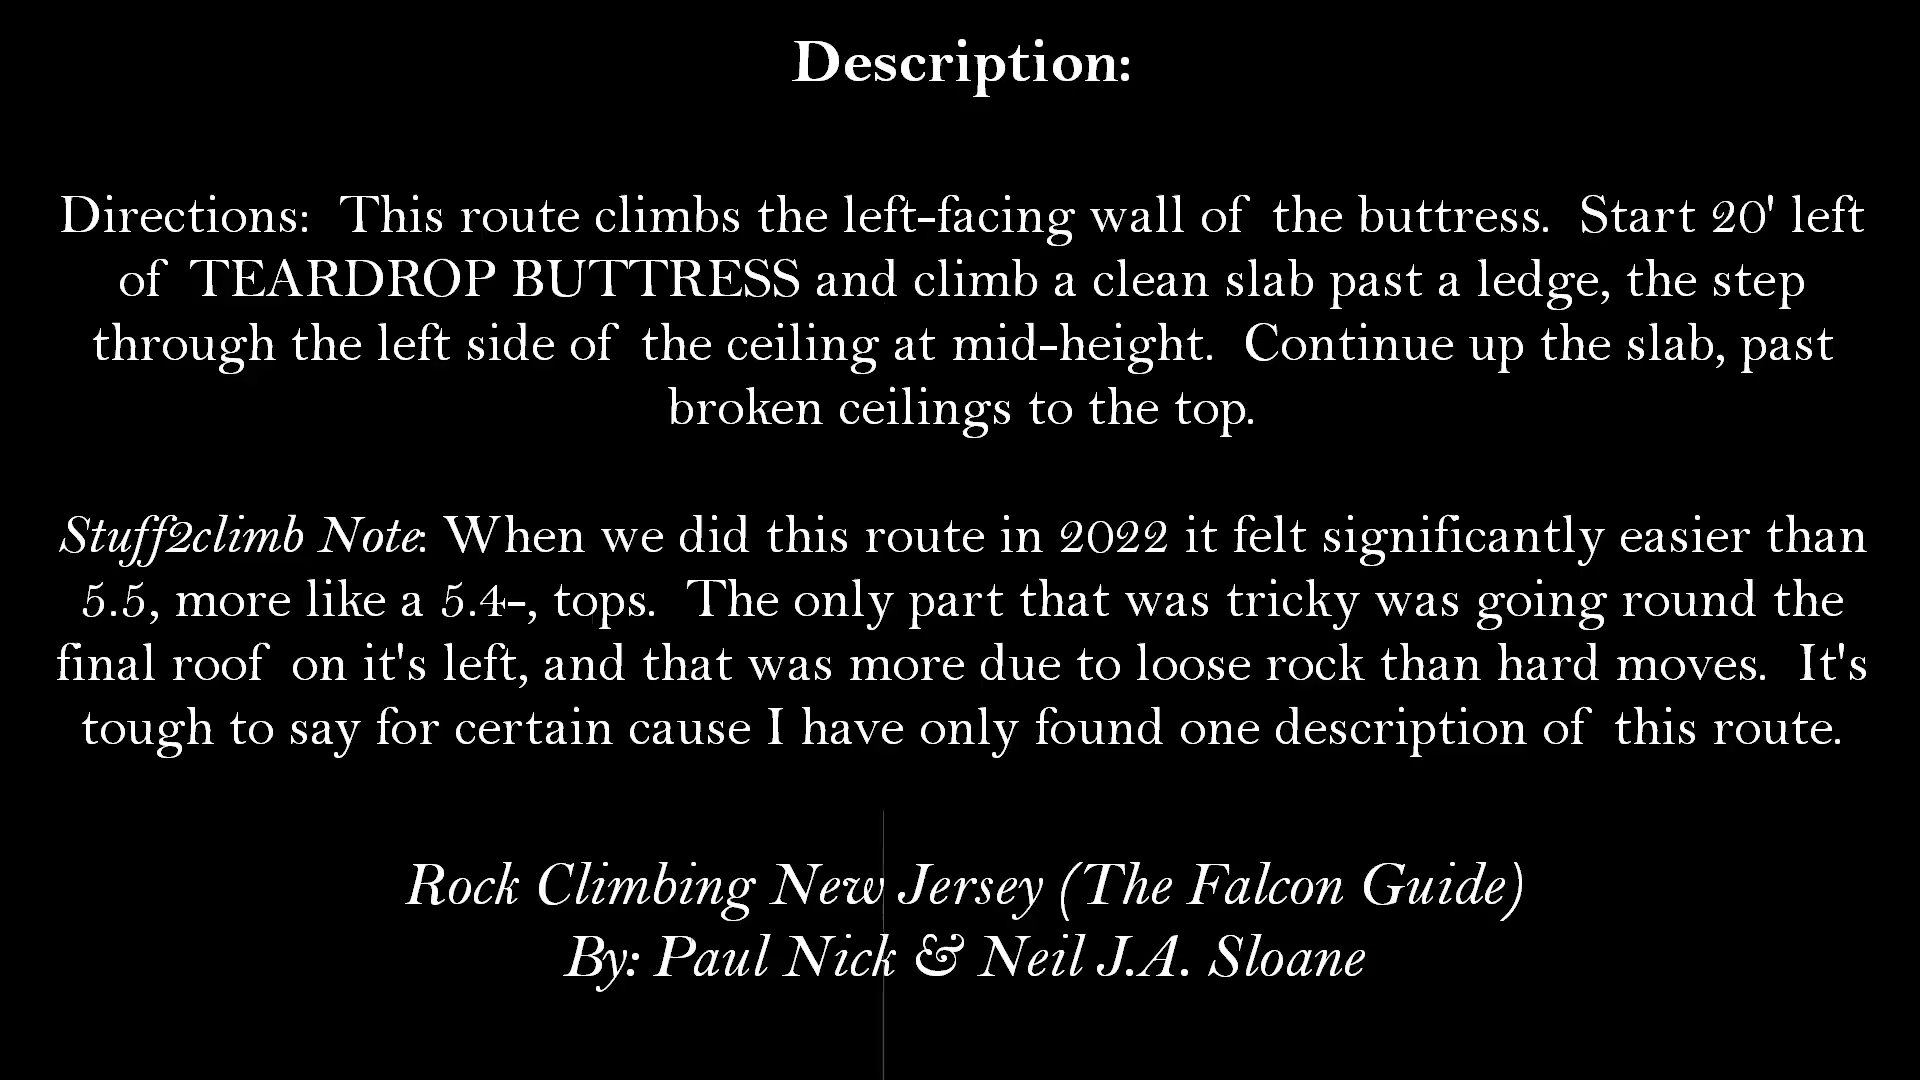 Description:
Directions: This route climbs the left-facing wall of the buttress. Start 20' left
of TEARDROP BUTTRESS and climb a clean slab past a ledge, the step
through the left side of the ceiling at mid-height. Continue up the slab, past
broken ceilings to the top.
Stuff2climb Note: When we did this route in 2022 it felt significantly easier than
5.5, more like a 5.4-, tops. The only part that was tricky was going round the
final roof on it's left, and that was more due to loose rock than hard moves. It's
tough to say for certain cause I have only found one description of this route.
Rock Climbing New Jersey (The Falcon Guide)
By: Paul Nick & Neil J.A. Sloane